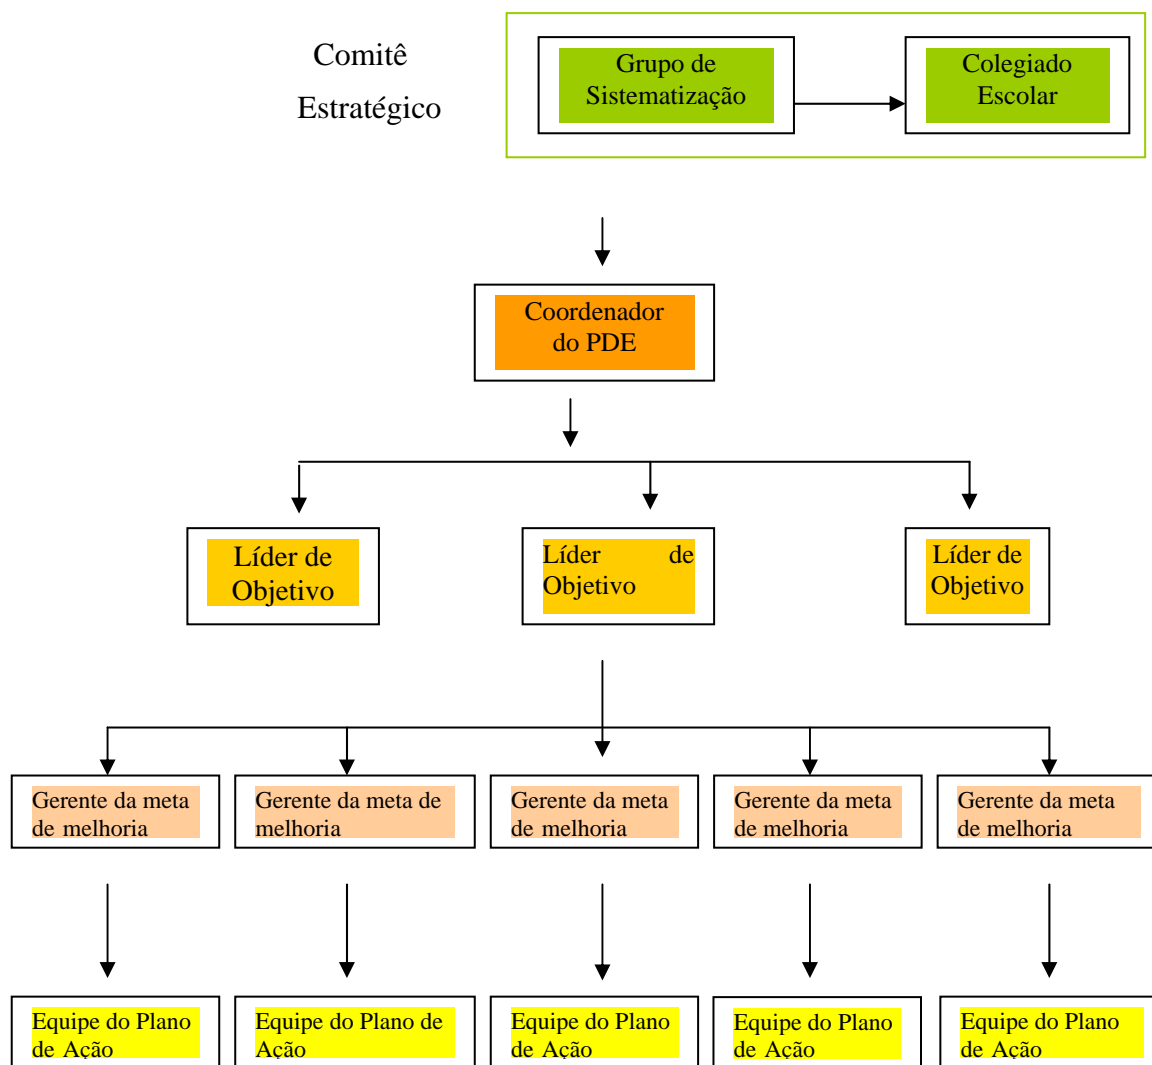 Comitê
Estratégico
Grupo de
Sistematização
Colegiado
Escolar
Coordenador
do PDE
Líder de
Objetivo
Líder de
Objetivo
Líder de
Objetivo
Gerente da meta
de melhoria
Gerente da meta de
melhoria
Gerente da meta
de melhoria
Gerente da meta
de melhoria
Gerente da meta
de melhoria
Equipe do Plano
de Ação
Equipe do Plano de
Ação
Equipe do Plano
de Ação
Equipe do Plano
de Ação
Equipe do Plano
de Ação